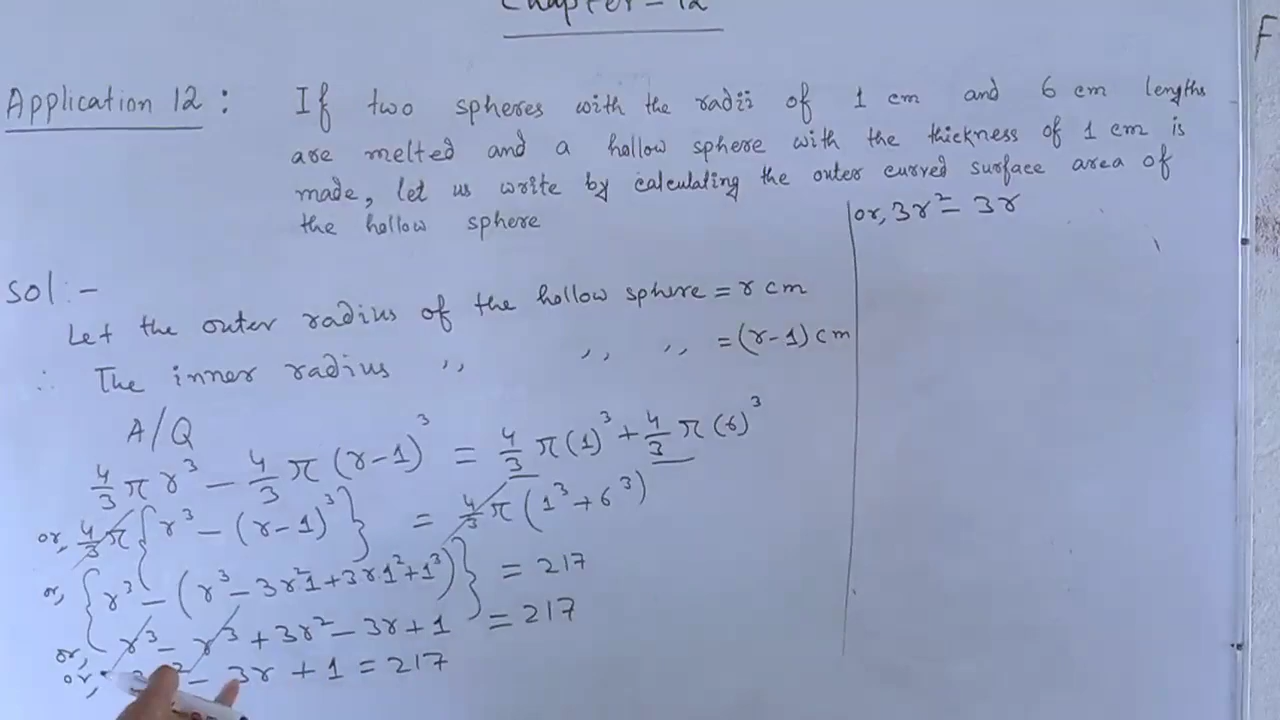 Chapter - 12
F
Application 12 : If two spheres with the radii of 1 cm and 6 cm lengths
are melted and a hollow sphere with the thickness of 1 cm is
made, let us write by calculating the outer curved surface area of
the hollow sphere
Sol :-
Let the outer radius of the hollow sphere = r cm
∴ The inner radius ,, ,, ,, = (r-1) cm
A/Q
4/3 π r³ - 4/3 π (r-1)³ = 4/3 π (1)³ + 4/3 π (6)³
or, 4/3 π {r³ - (r-1)³} = 4/3 π (1³ + 6³)
or, {r³ - (r³ - 3r²1 + 3r.1² + 1³)} = 217
or, r³ - r³ + 3r² - 3r + 1 = 217
or, 3r² - 3r + 1 = 217
or, 3r² - 3r